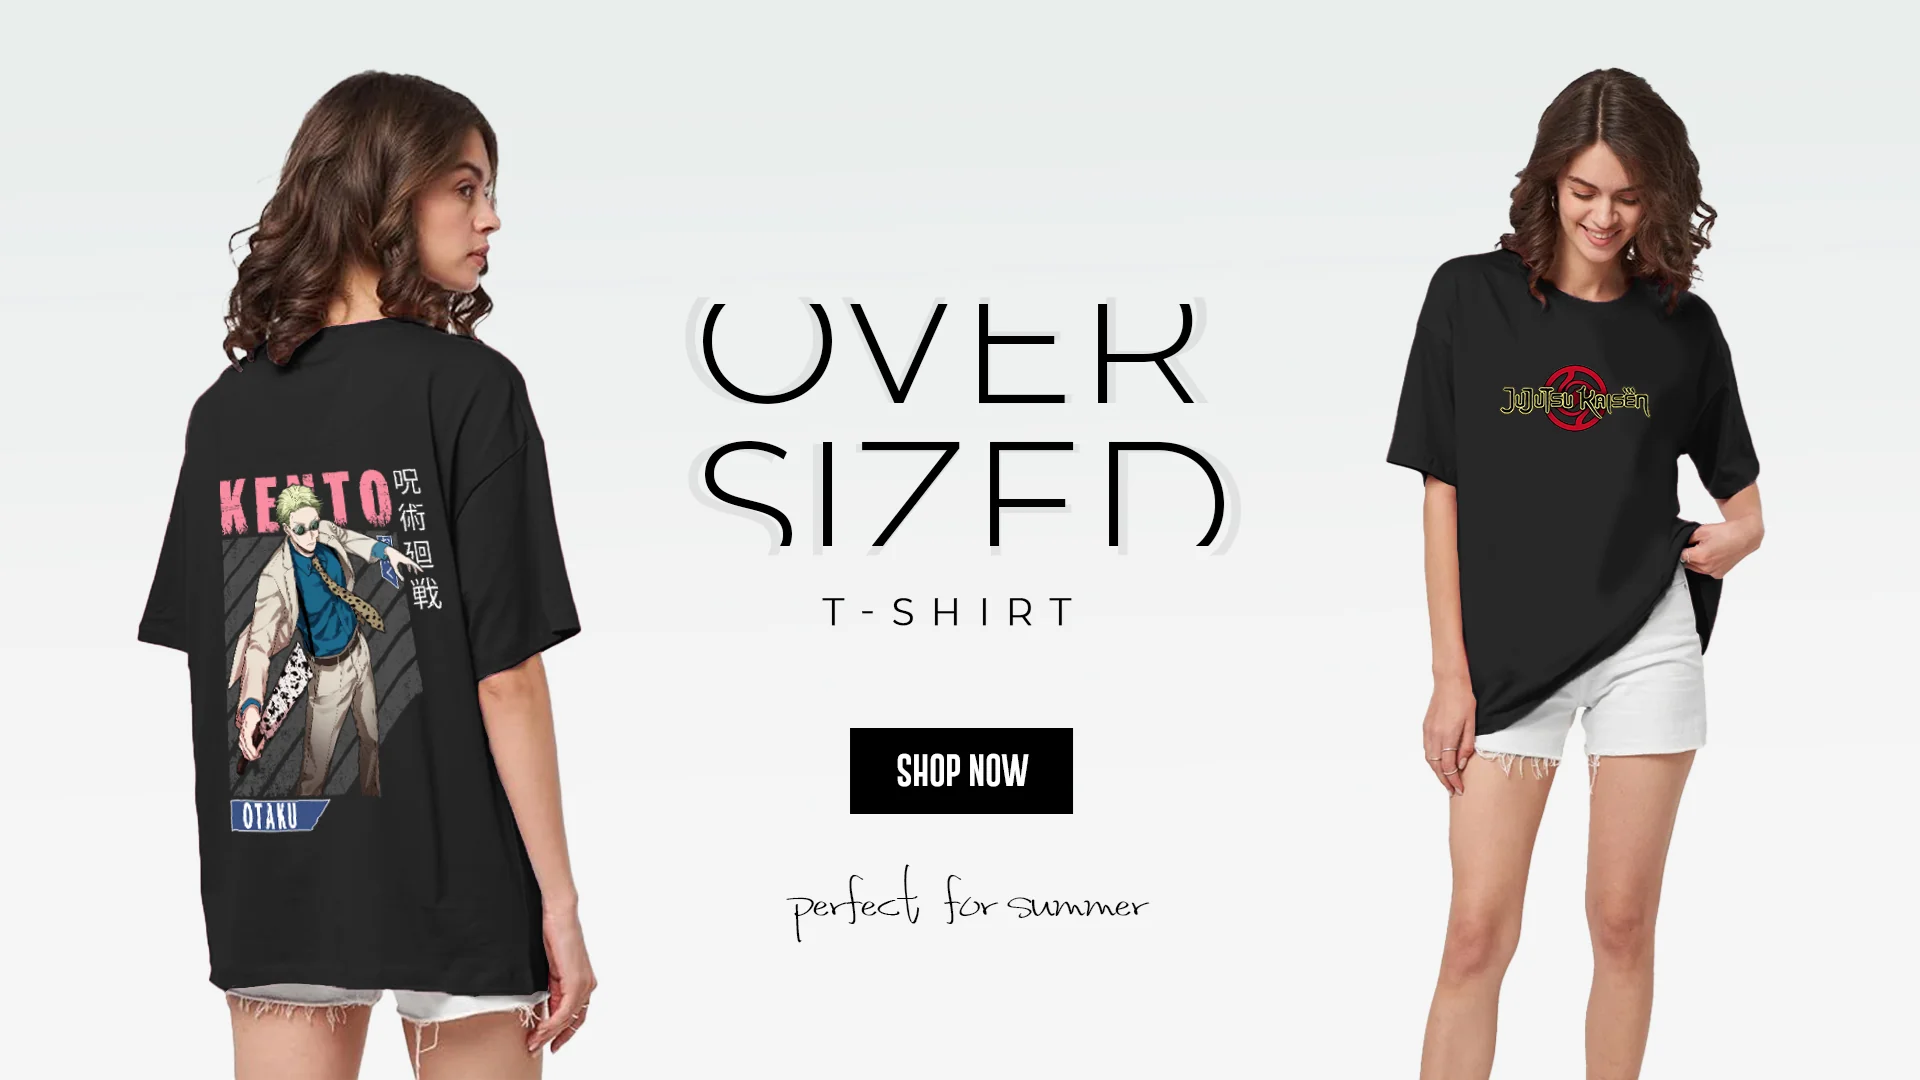 OVER
SIZED
T-SHIRT
SHOP NOW
perfect for summer
KENTO
呪術廻戦
OTAKU
JUJUTSU KAISEN